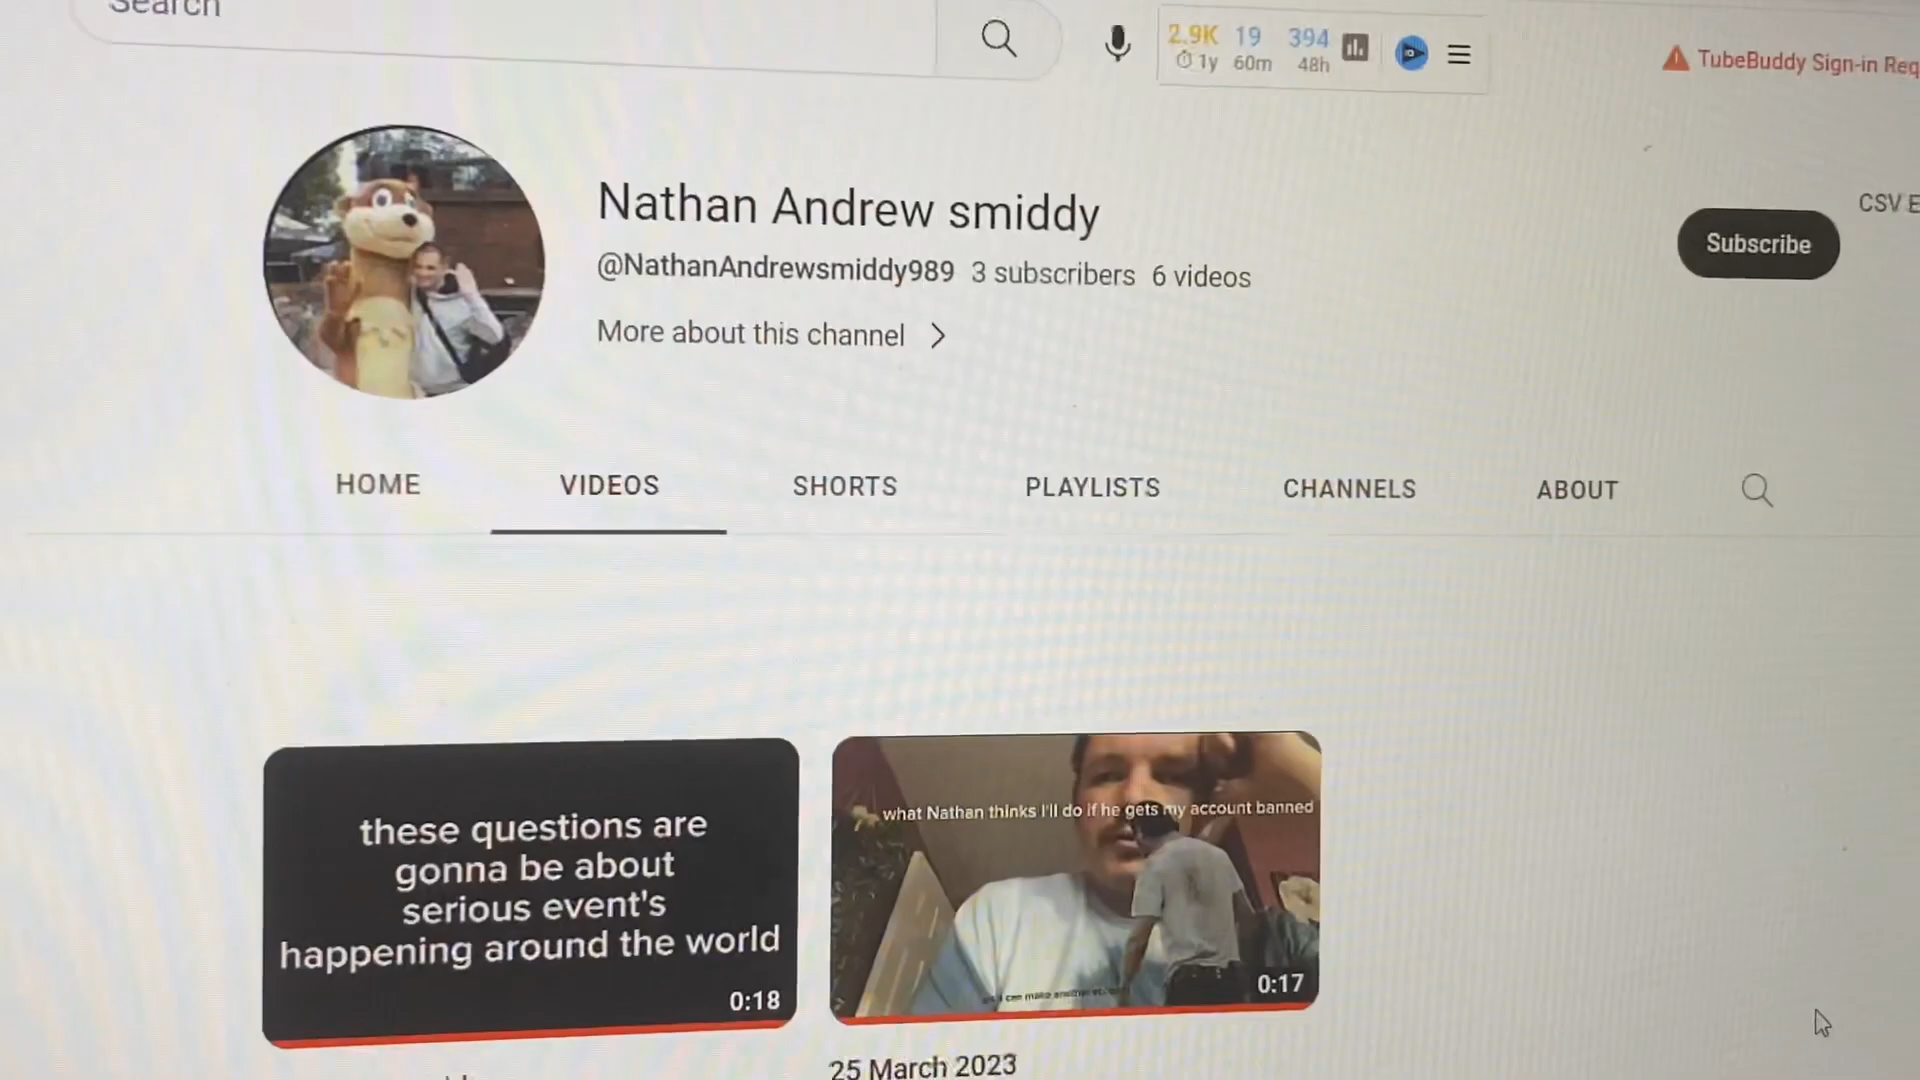 Search
2.9K 19 394
1y 60m 48h
TubeBuddy Sign-in Req
CSV E
Nathan Andrew smiddy
@NathanAndrewsmiddy989 3 subscribers 6 videos
Subscribe
More about this channel
HOME VIDEOS SHORTS PLAYLISTS CHANNELS ABOUT
these questions are
gonna be about
serious event's
happening around the world
0:18
what Nathan thinks I'll do if he gets my account banned
can make another
0:17
25 March 2023